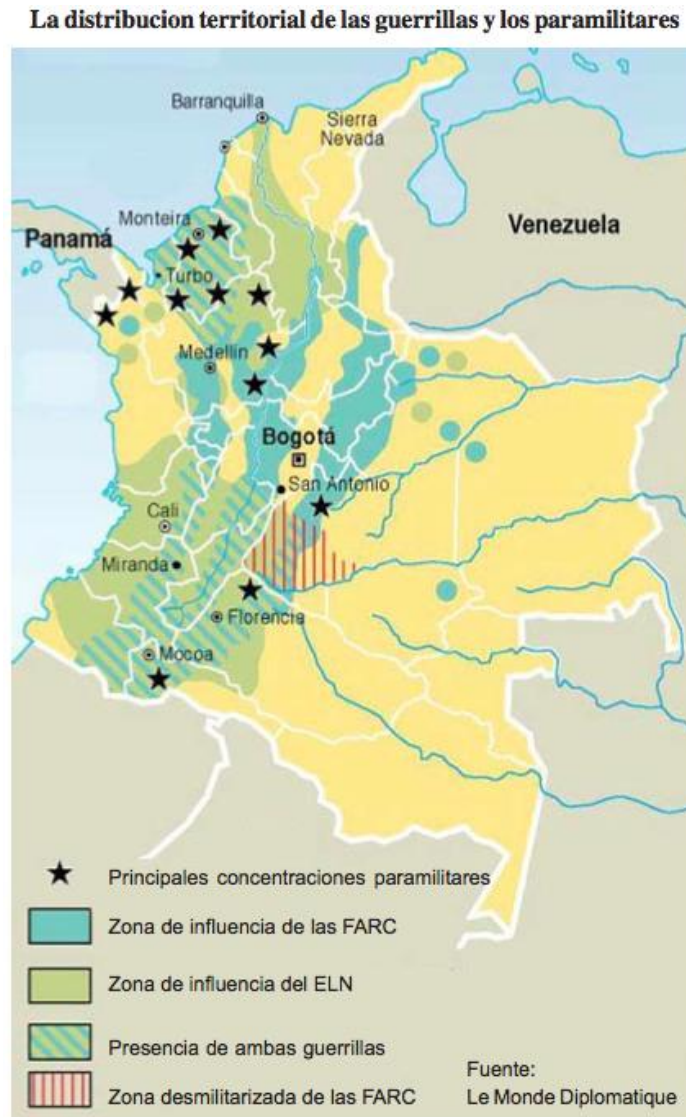 La distribucion territorial de las guerrillas y los paramilitares
Barranquilla
Sierra
Nevada
Monteira
Panamá
Venezuela
Turbo
Medellín
Bogotá
San Antonio
Cali
Miranda
Florencia
Mocoa
Principales concentraciones paramilitares
Zona de influencia de las FARC
Zona de influencia del ELN
Presencia de ambas guerrillas
Zona desmilitarizada de las FARC
Fuente:
Le Monde Diplomatique